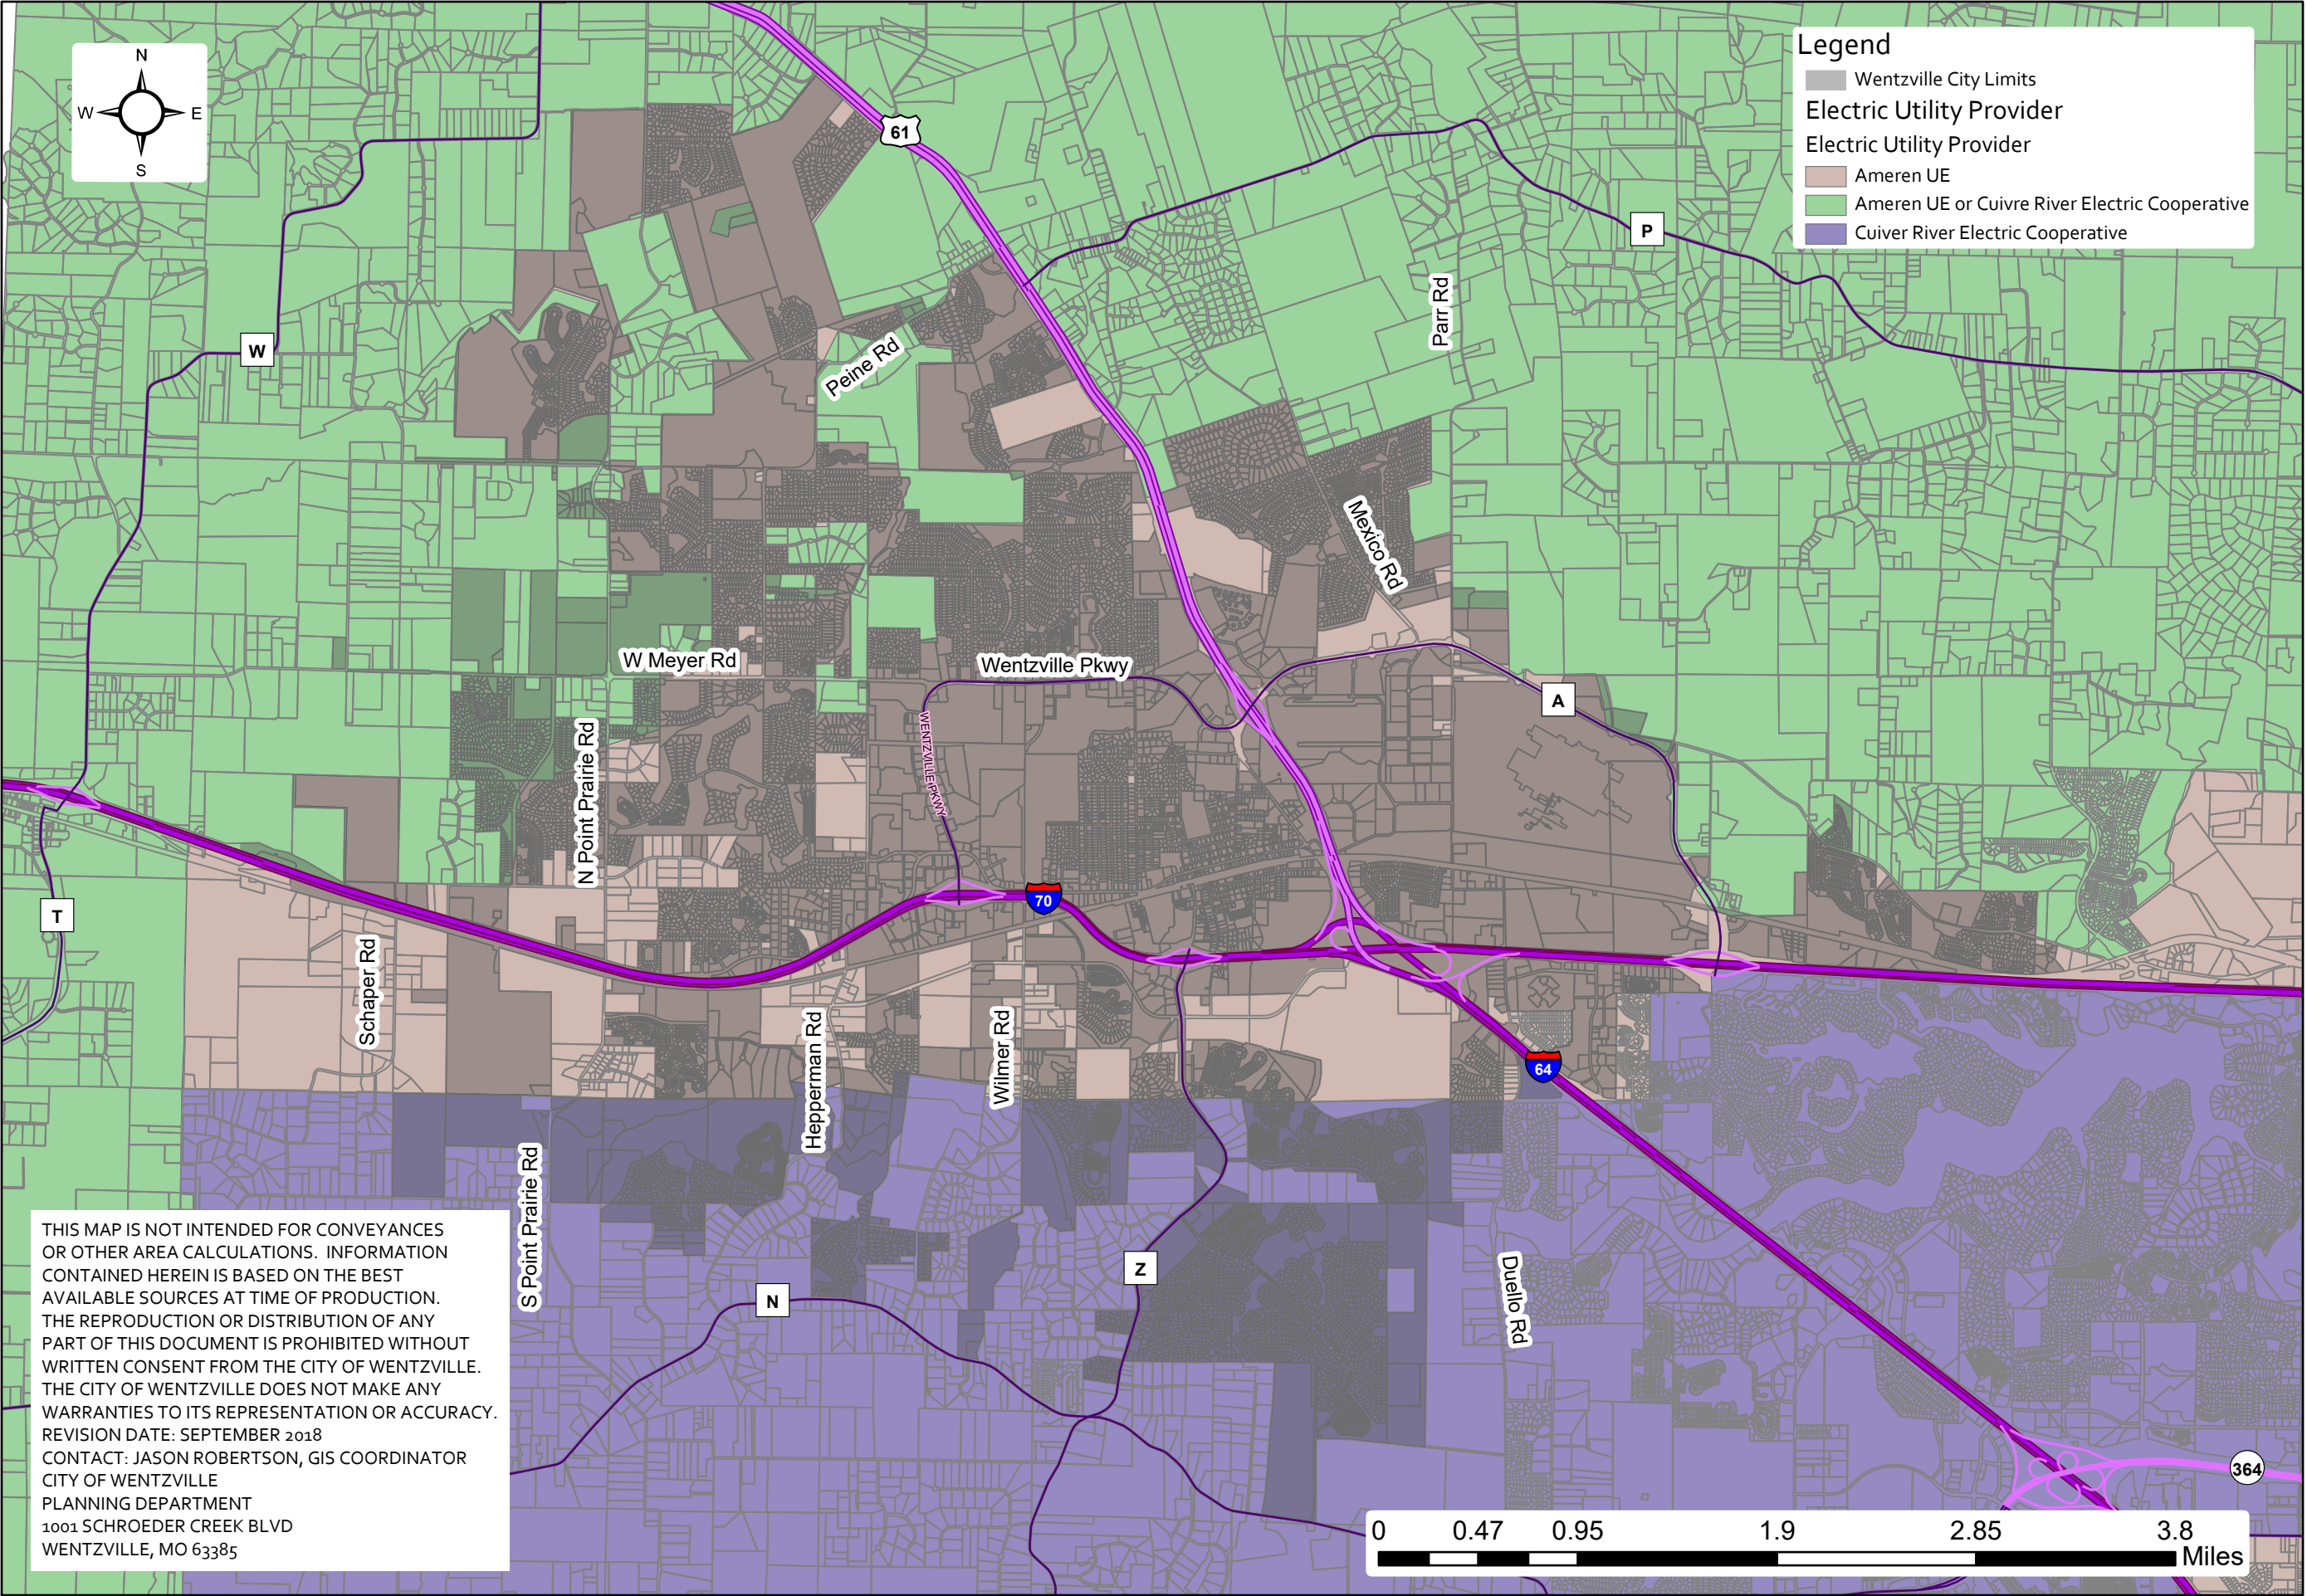 N
W
E
S
Legend
Wentzville City Limits
Electric Utility Provider
Electric Utility Provider
Ameren UE
Ameren UE or Cuivre River Electric Cooperative
Cuiver River Electric Cooperative
61
P
Parr Rd
W
Peine Rd
Mexico Rd
W Meyer Rd
Wentzville Pkwy
A
WENTZVILLE PKWY
N Point Prairie Rd
70
T
Schaper Rd
Hepperman Rd
Wilmer Rd
64
S Point Prairie Rd
Z
N
Duello Rd
364
THIS MAP IS NOT INTENDED FOR CONVEYANCES
OR OTHER AREA CALCULATIONS. INFORMATION
CONTAINED HEREIN IS BASED ON THE BEST
AVAILABLE SOURCES AT TIME OF PRODUCTION.
THE REPRODUCTION OR DISTRIBUTION OF ANY
PART OF THIS DOCUMENT IS PROHIBITED WITHOUT
WRITTEN CONSENT FROM THE CITY OF WENTZVILLE.
THE CITY OF WENTZVILLE DOES NOT MAKE ANY
WARRANTIES TO ITS REPRESENTATION OR ACCURACY.
REVISION DATE: SEPTEMBER 2018
CONTACT: JASON ROBERTSON, GIS COORDINATOR
CITY OF WENTZVILLE
PLANNING DEPARTMENT
1001 SCHROEDER CREEK BLVD
WENTZVILLE, MO 63385
0 0.47 0.95 1.9 2.85 3.8
Miles